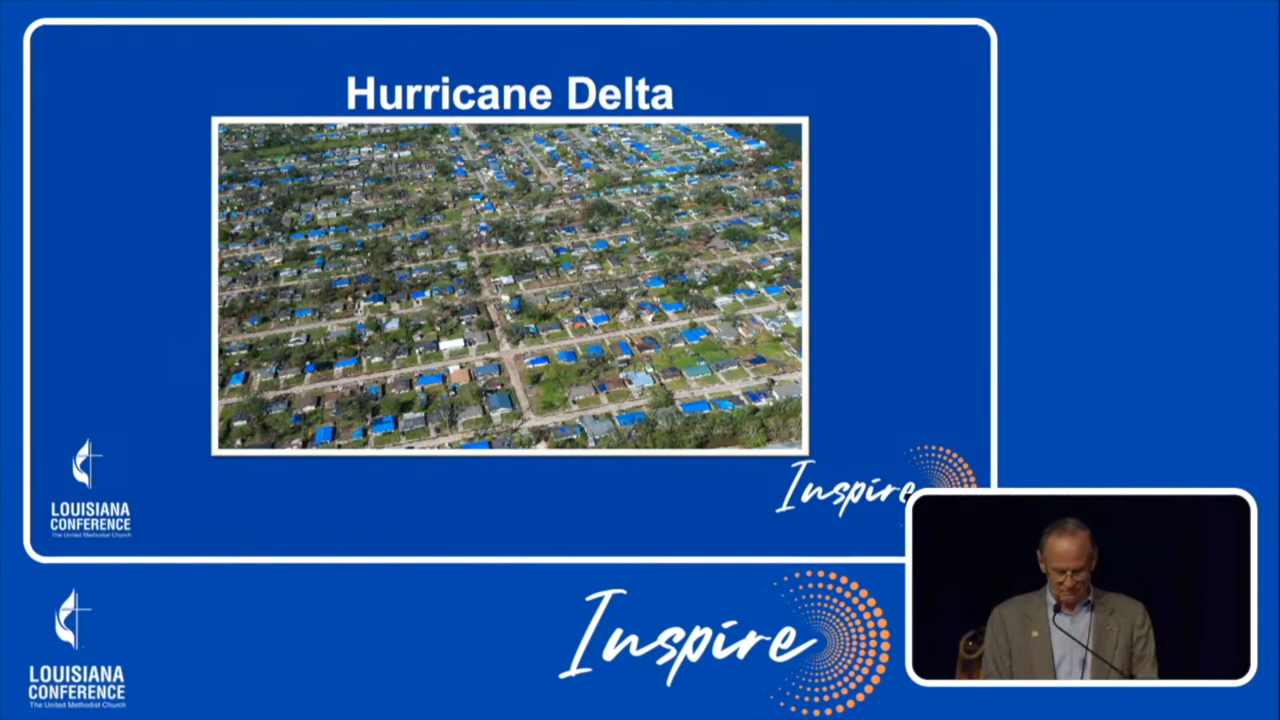 Hurricane Delta
LOUISIANA
CONFERENCE
The United Methodist Church
Inspire
LOUISIANA
CONFERENCE
The United Methodist Church
Inspire